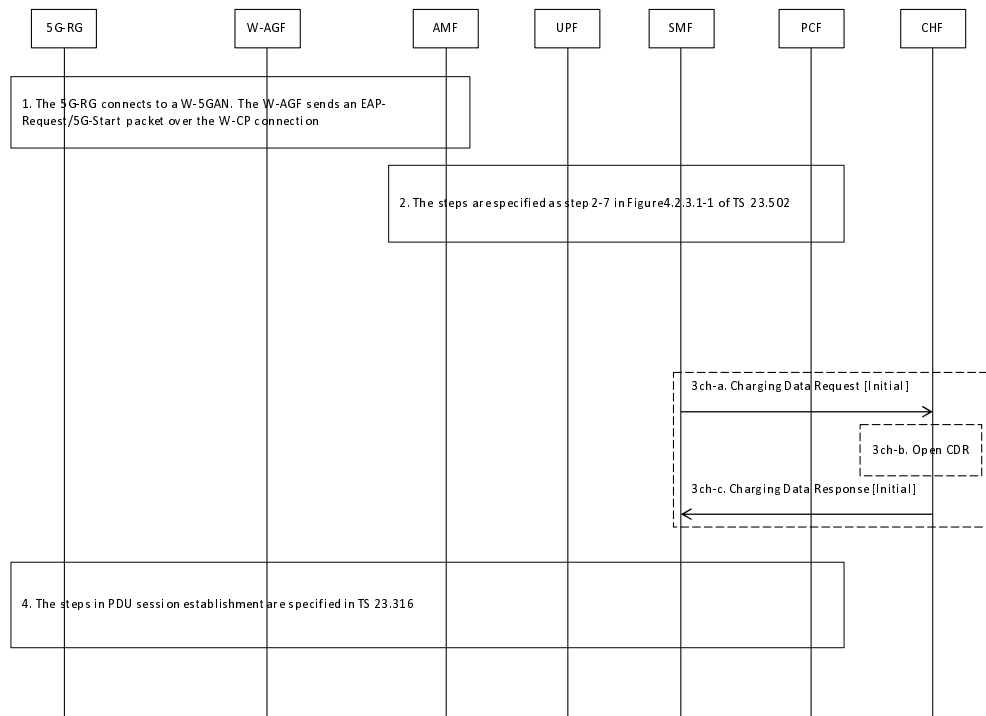 5G-RG
W-AGF
AMF
UPF
SMF
PCF
CHF
1. The 5G-RG connects to a W-5GAN. The W-AGF sends an EAP-
Request/5G-Start packet over the W-CP connection
2. The steps are specified as step 2-7 in Figure4.2.3.1-1 of TS 23.502
3ch-a. Charging Data Request [Initial]
3ch-b. Open CDR
3ch-c. Charging Data Response [Initial]
4. The steps in PDU session establishment are specified in TS 23.316